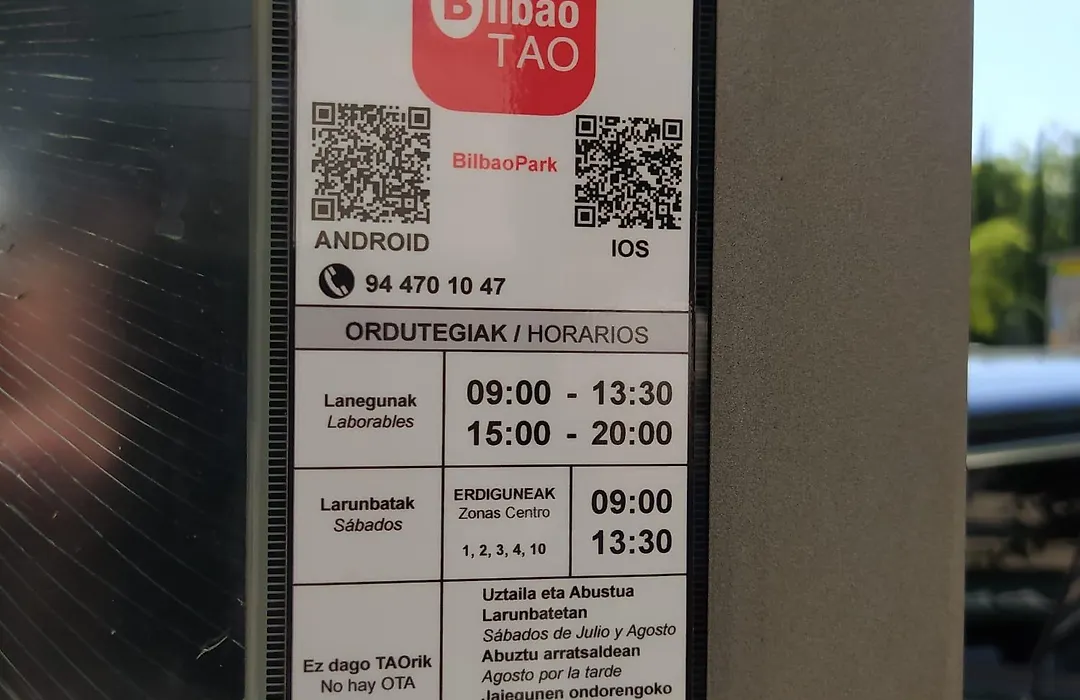 Bilbao
TAO
BilbaoPark
ANDROID
IOS
94 470 10 47
ORDUTEGIAK / HORARIOS
Lanegunak
Laborables
09:00 - 13:30
15:00 - 20:00
Larunbatak
Sábados
ERDIGUNEAK
Zonas Centro
1, 2, 3, 4, 10
09:00
13:30
Ez dago TAOrik
No hay OTA
Uztaila eta Abustua
Larunbatetan
Sábados de Julio y Agosto
Abuztu arratsaldean
Agosto por la tarde
Jaiegunen ondorengoko